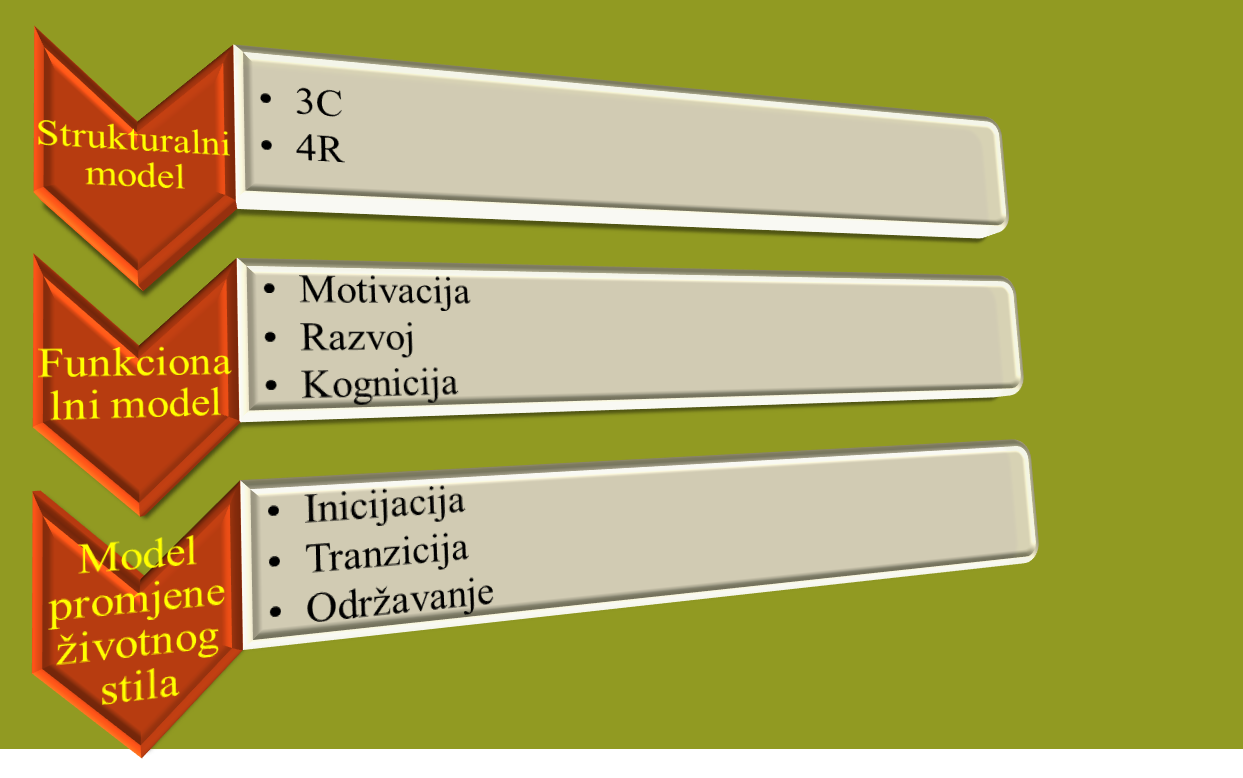 Strukturalni
model
• 3C
• 4R
Funkciona
lni model
• Motivacija
• Razvoj
• Kognicija
Model
promjene
životnog
stila
• Inicijacija
• Tranzicija
• Održavanje